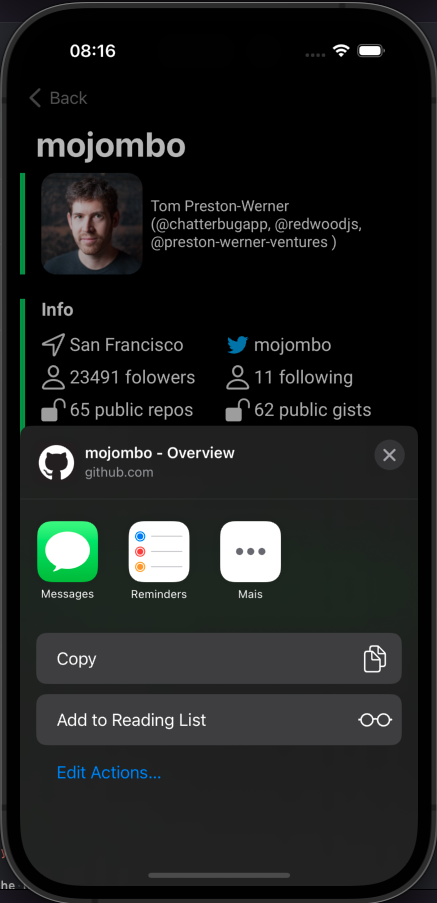 08:16
Back
mojombo
Tom Preston-Werner
(@chatterbugapp, @redwoodjs,
@preston-werner-ventures )
Info
San Francisco
mojombo
23491 folowers
11 following
65 public repos
62 public gists
mojombo - Overview
github.com
Messages
Reminders
Mais
Copy
Add to Reading List
Edit Actions...
he